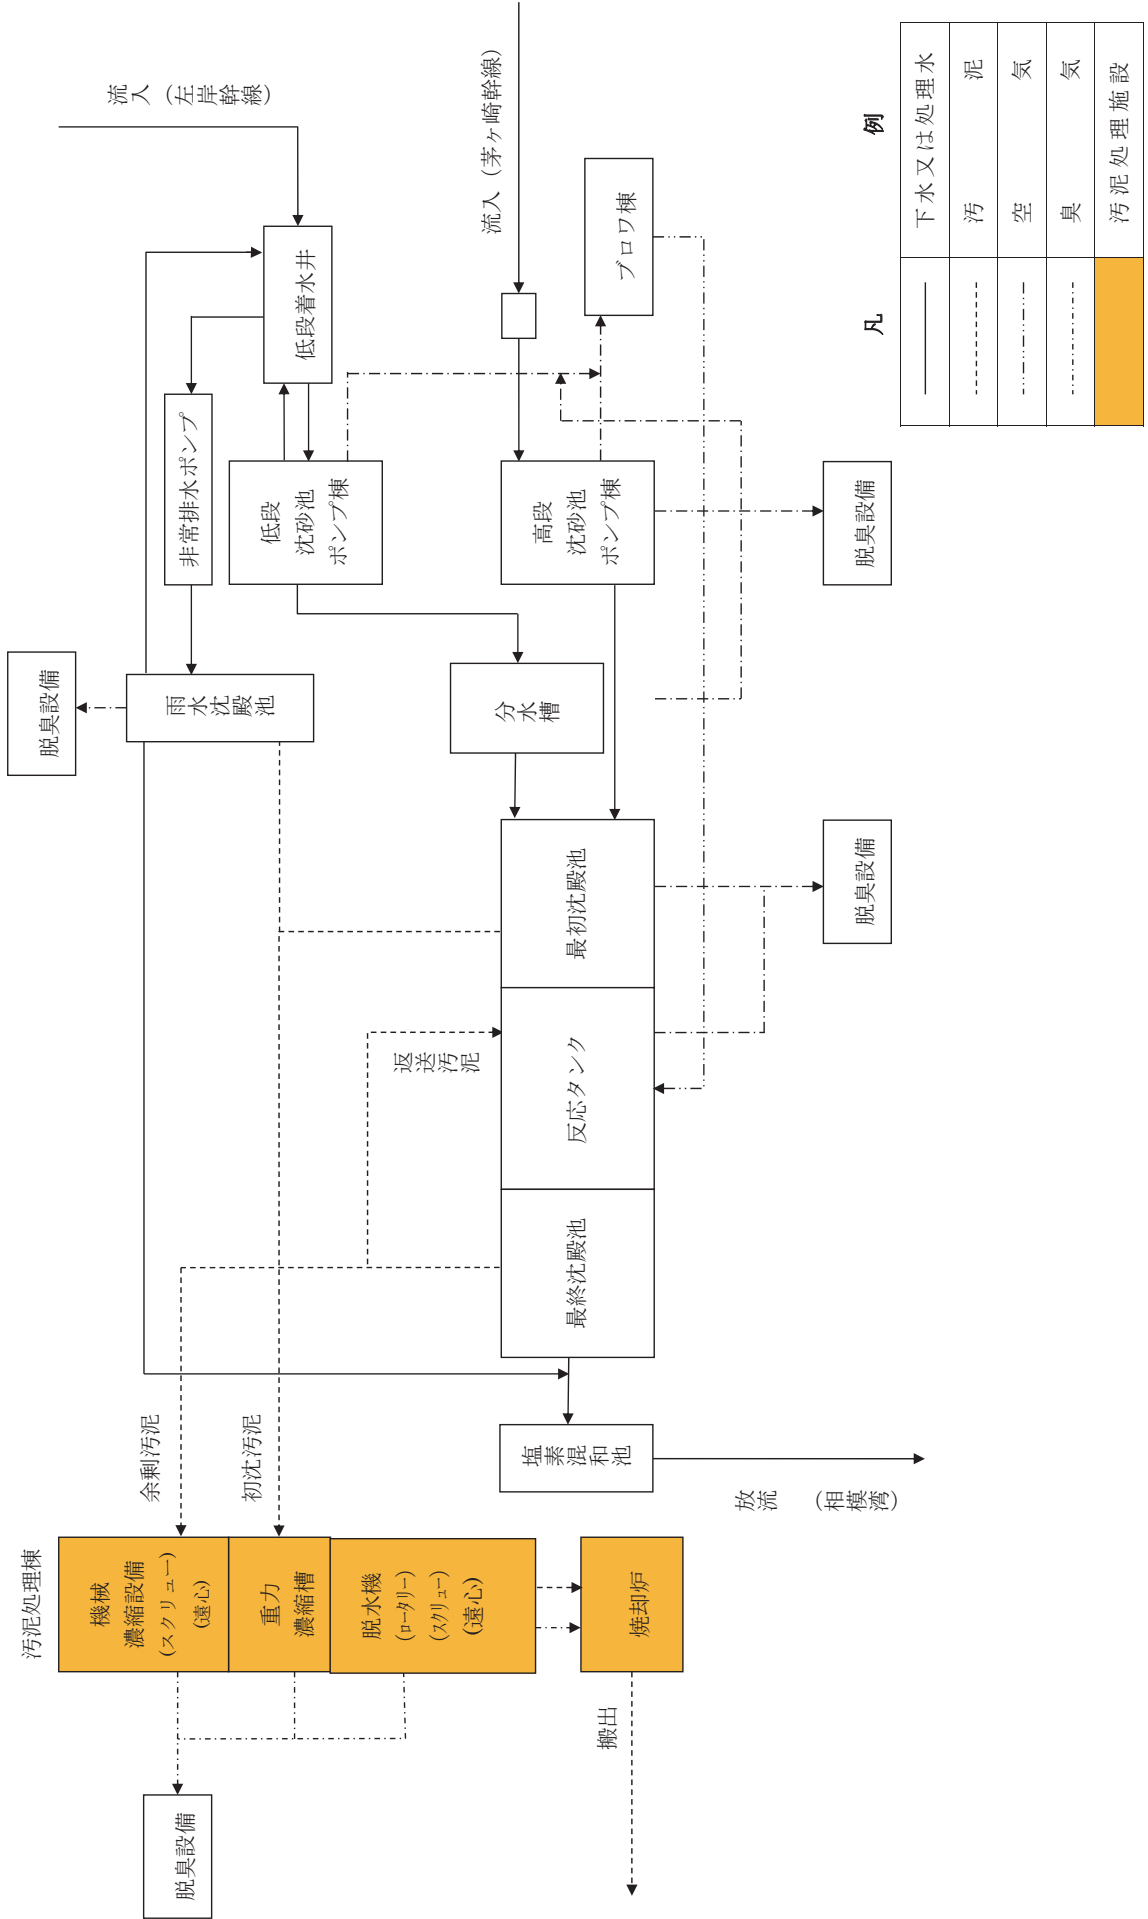 流入（左岸幹線）
流入（茅ヶ崎幹線）
低段着水井
ブロワ棟
非常排水ポンプ
低段
沈砂池
ポンプ棟
高段
沈砂池
ポンプ棟
脱臭設備
脱臭設備
雨水沈殿池
分水槽
最初沈殿池
脱臭設備
返送汚泥
反応タンク
最終沈殿池
余剰汚泥
初沈汚泥
塩素混和池
放流　（相模湾）
汚泥処理棟
機械
濃縮設備
(スクリュー)
(遠心)
重力
濃縮槽
脱水機
(ロータリー)
(スクリュー)
(遠心)
焼却炉
搬出
脱臭設備
凡　例
下水又は処理水
汚　泥
空　気
臭　気
汚泥処理施設